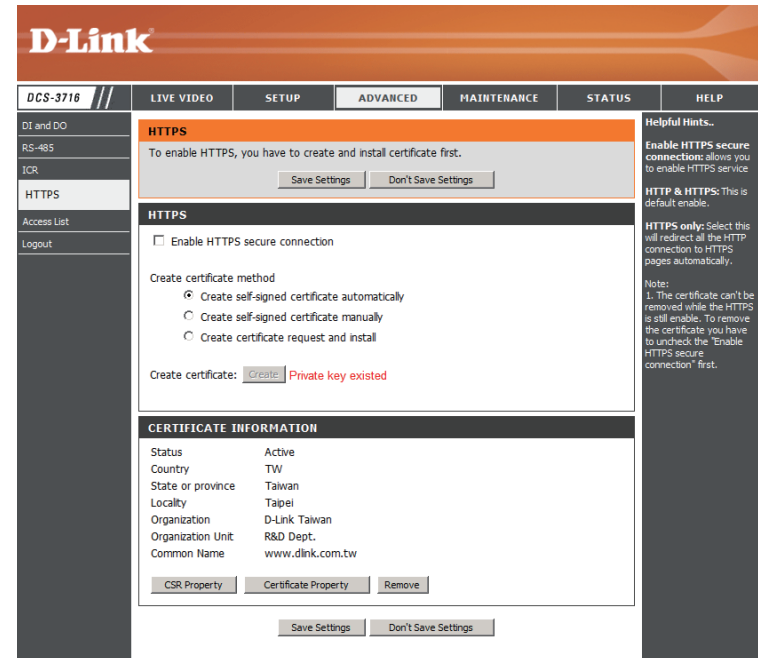 D-Link
DCS-3716 //
LIVE VIDEO
SETUP
ADVANCED
MAINTENANCE
STATUS
HELP
DI and DO
RS-485
ICR
HTTPS
Access List
Logout
HTTPS
To enable HTTPS, you have to create and install certificate first.
Save Settings Don't Save Settings
HTTPS
Enable HTTPS secure connection
Create certificate method
Create self-signed certificate automatically
Create self-signed certificate manually
Create certificate request and install
Create certificate: Create Private key existed
CERTIFICATE INFORMATION
Status Active
Country TW
State or province Taiwan
Locality Taipei
Organization D-Link Taiwan
Organization Unit R&D Dept.
Common Name www.dlink.com.tw
CSR Property Certificate Property Remove
Save Settings Don't Save Settings
Helpful Hints..
Enable HTTPS secure
connection: allows you
to enable HTTPS service
HTTP & HTTPS: This is
default enable.
HTTPS only: Select this
will redirect all the HTTP
connection to HTTPS
pages automatically.
Note:
1. The certificate can't be
removed while the HTTPS
is still enable. To remove
the certificate you have
to uncheck the "Enable
HTTPS secure
connection" first.